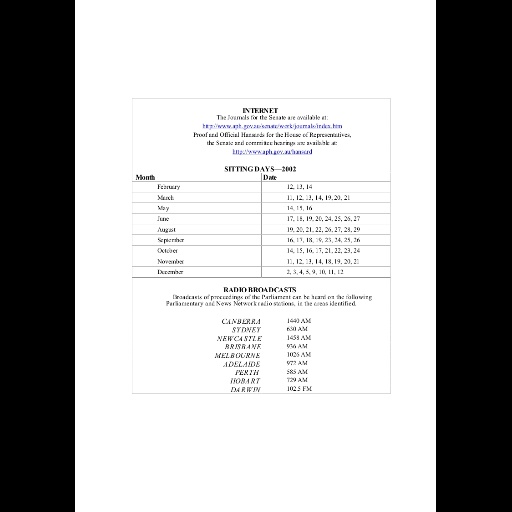 INTERNET
The Journals for the Senate are available at:
http://www.aph.gov.au/senate/work/journals/index.htm
Proof and Official Hansards for the House of Representatives,
the Senate and committee hearings are available at:
http://www.aph.gov.au/hansard
SITTING DAYS—2002
Month Date
February 12, 13, 14
March 11, 12, 13, 14, 19, 20, 21
May 14, 15, 16
June 17, 18, 19, 20, 24, 25, 26, 27
August 19, 20, 21, 22, 26, 27, 28, 29
September 16, 17, 18, 19, 23, 24, 25, 26
October 14, 15, 16, 17, 21, 22, 23, 24
November 11, 12, 13, 14, 18, 19, 20, 21
December 2, 3, 4, 5, 9, 10, 11, 12
RADIO BROADCASTS
Broadcasts of proceedings of the Parliament can be heard on the following
Parliamentary and News Network radio stations, in the areas identified.
CANBERRA 1440 AM
SYDNEY 630 AM
NEWCASTLE 1458 AM
BRISBANE 936 AM
MELBOURNE 1026 AM
ADELAIDE 972 AM
PERTH 585 AM
HOBART 729 AM
DARWIN 102.5 FM